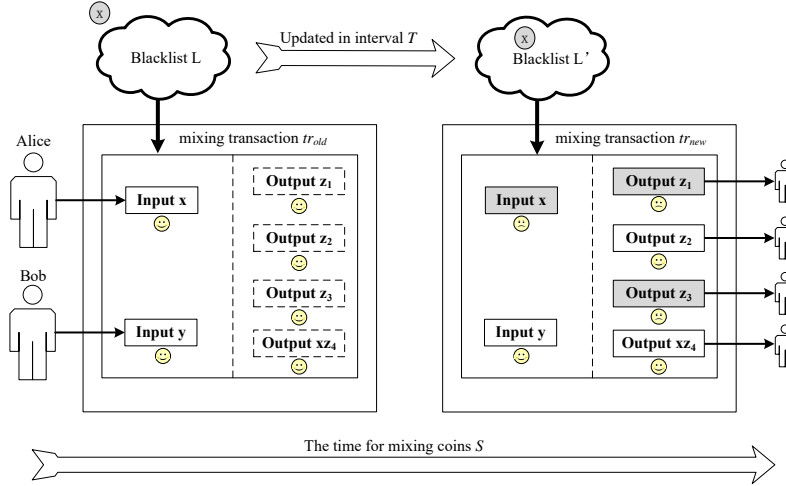 x
Blacklist L
Updated in interval T
x
Blacklist L'
Alice
mixing transaction tr_old
Input x
Output z₁
Output z₂
Bob
Output z₃
Input y
Output xz₄
mixing transaction tr_new
Input x
Output z₁
Output z₂
Output z₃
Input y
Output xz₄
The time for mixing coins S